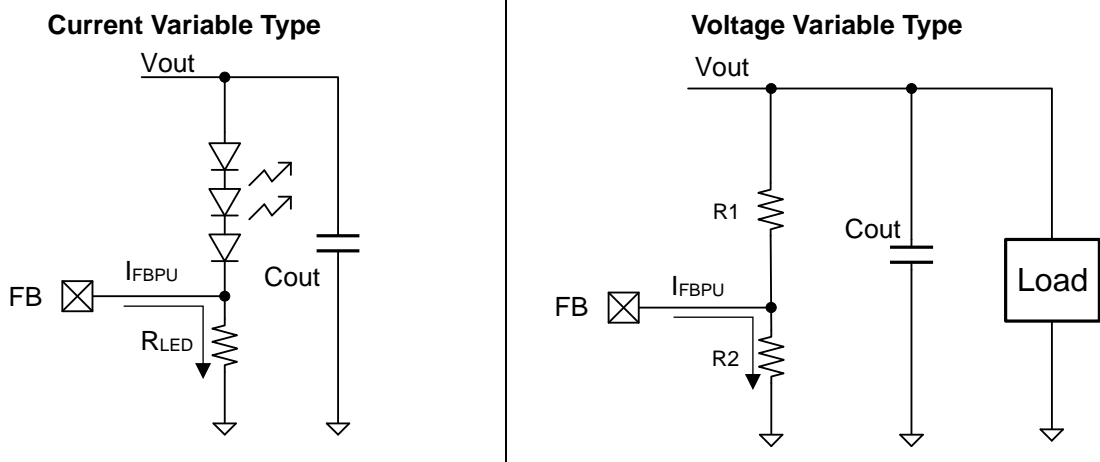 Current Variable Type
Vout
IFBPU
Cout
FB
RLED
Voltage Variable Type
Vout
R1
Cout
Load
IFBPU
FB
R2